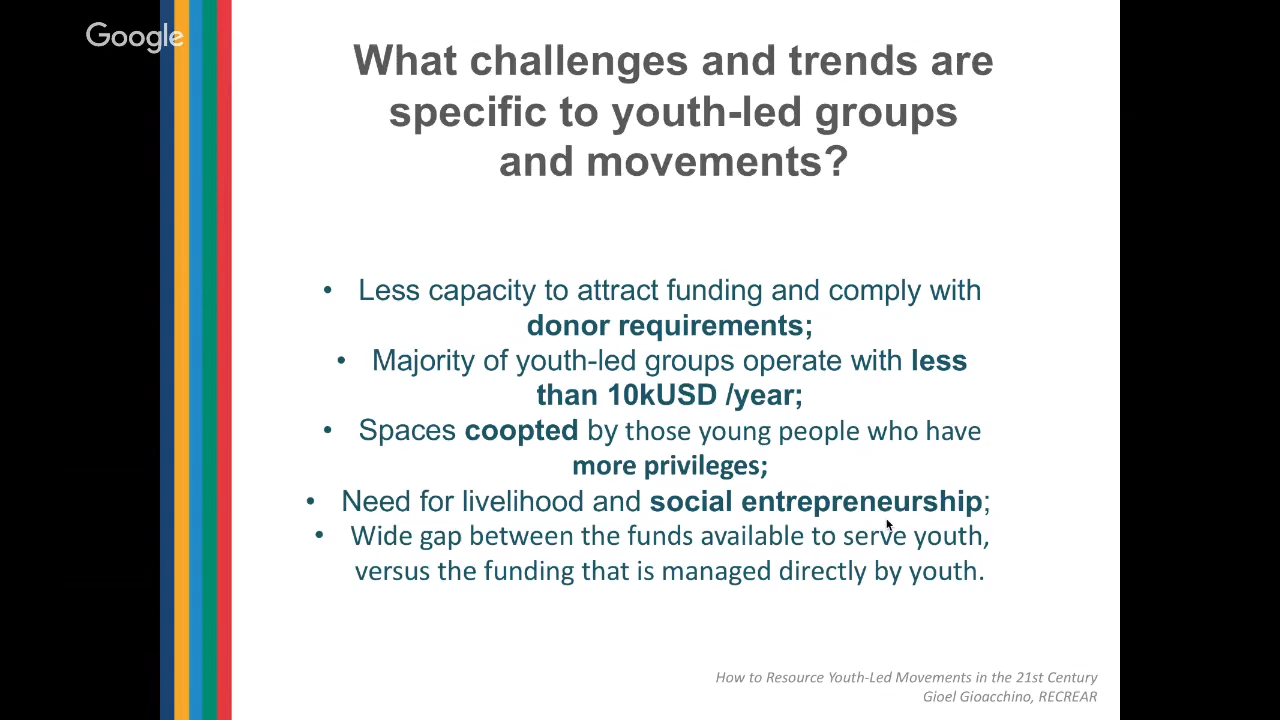 Google
What challenges and trends are
specific to youth-led groups
and movements?
• Less capacity to attract funding and comply with
donor requirements;
• Majority of youth-led groups operate with less
than 10kUSD /year;
• Spaces coopted by those young people who have
more privileges;
• Need for livelihood and social entrepreneurship;
• Wide gap between the funds available to serve youth,
versus the funding that is managed directly by youth.
How to Resource Youth-Led Movements in the 21st Century
Gioel Gioacchino, RECREAR